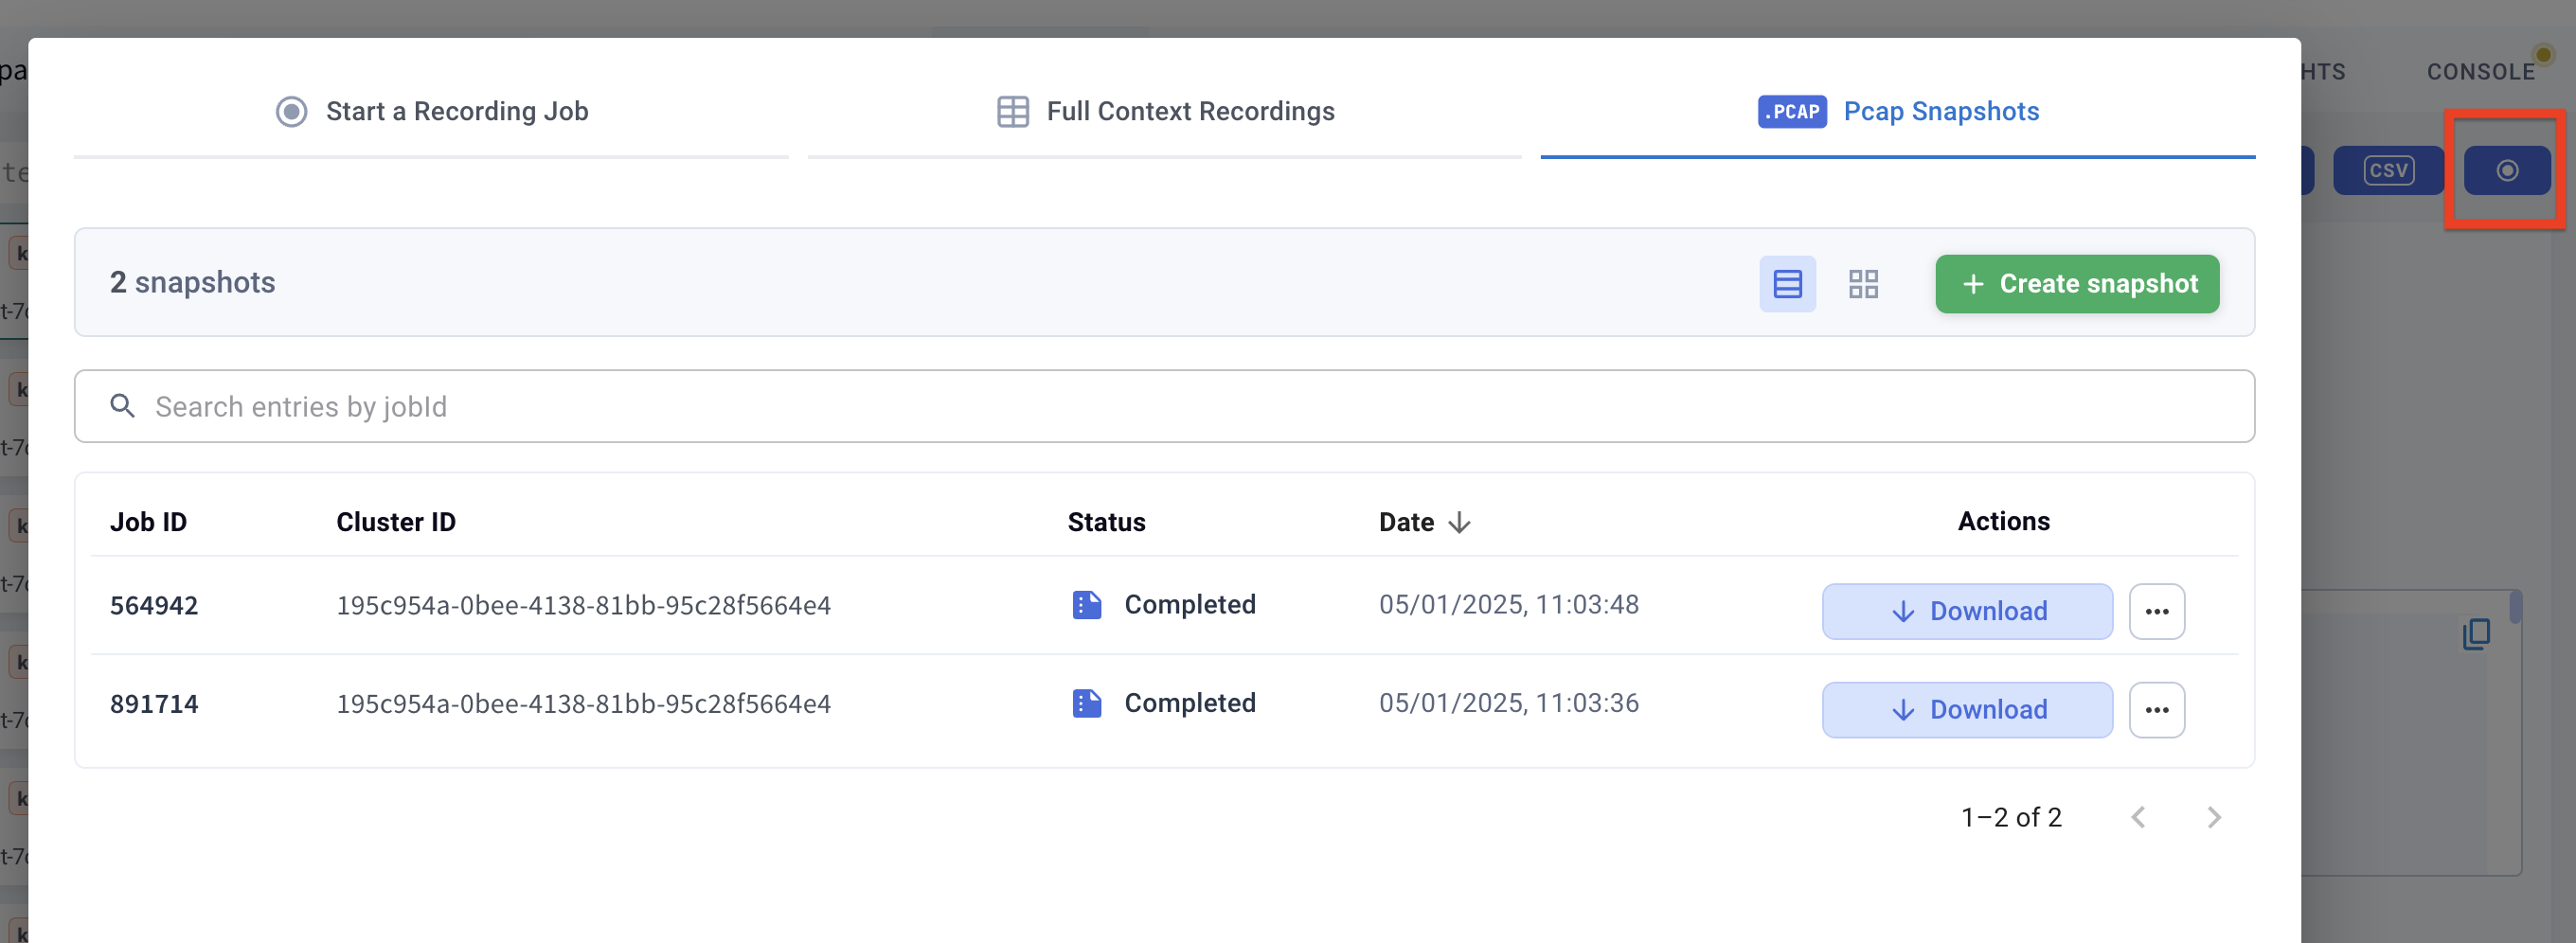 HTS CONSOLE
Start a Recording Job
Full Context Recordings
.PCAP Pcap Snapshots
CSV
2 snapshots
+ Create snapshot
Search entries by jobId
Job ID Cluster ID Status Date Actions
564942 195c954a-0bee-4138-81bb-95c28f5664e4 Completed 05/01/2025, 11:03:48 Download
891714 195c954a-0bee-4138-81bb-95c28f5664e4 Completed 05/01/2025, 11:03:36 Download
1–2 of 2